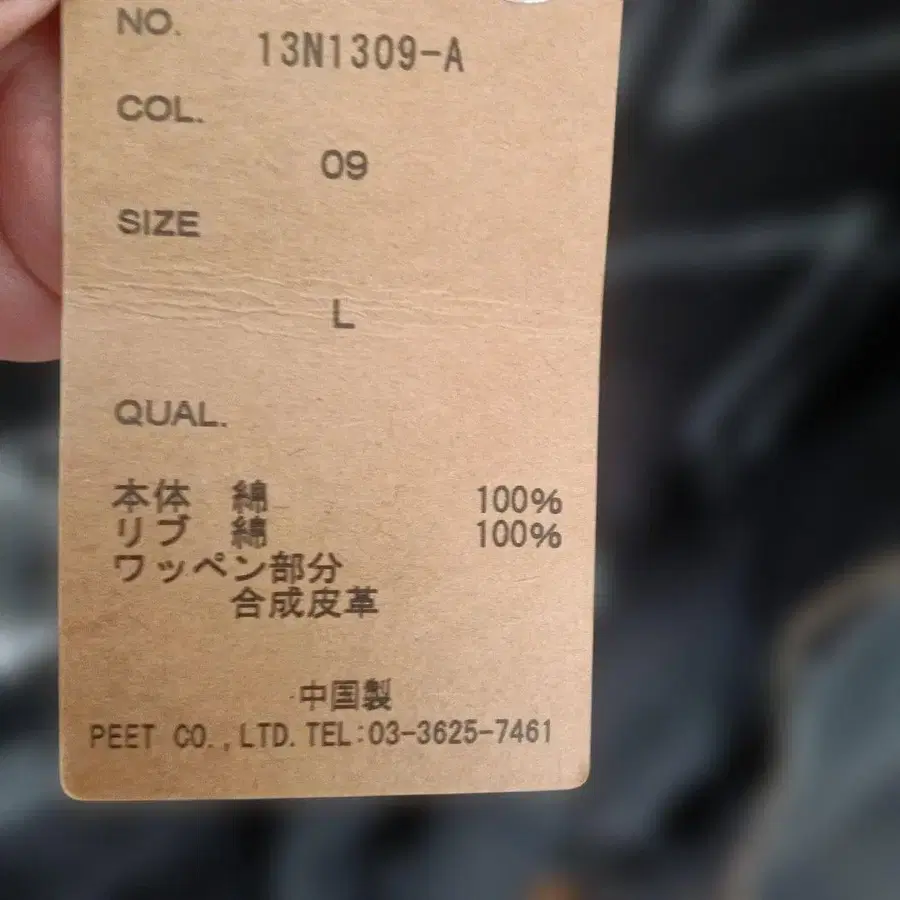 NO.
13N1309-A
COL.
09
SIZE
L
QUAL.
本体 綿 100%
リブ 綿 100%
ワッペン部分
合成皮革
中国製
PEET CO.,LTD.TEL:03-3625-7461